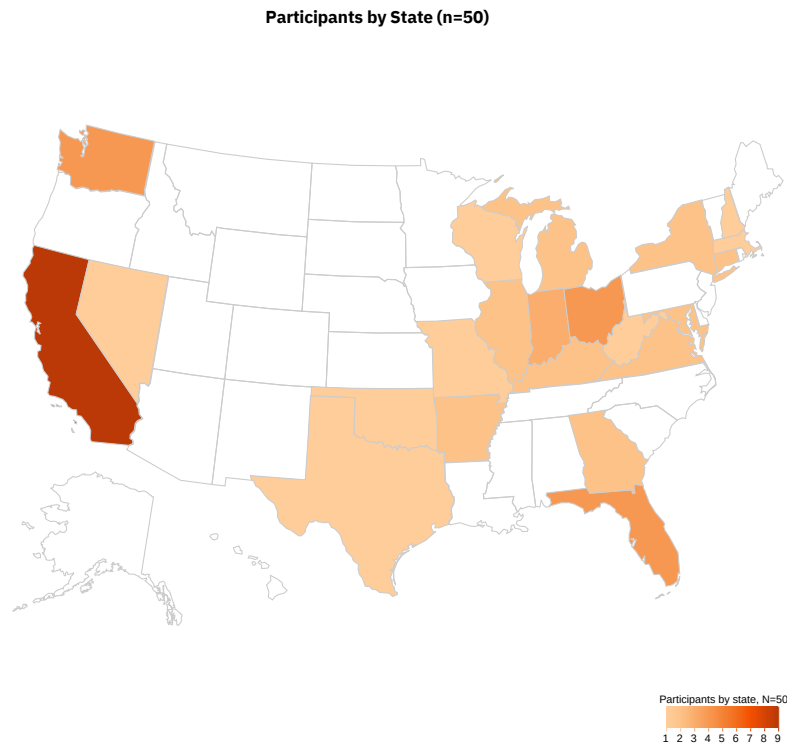 Participants by State (n=50)
Participants by state, N=50
1 2 3 4 5 6 7 8 9